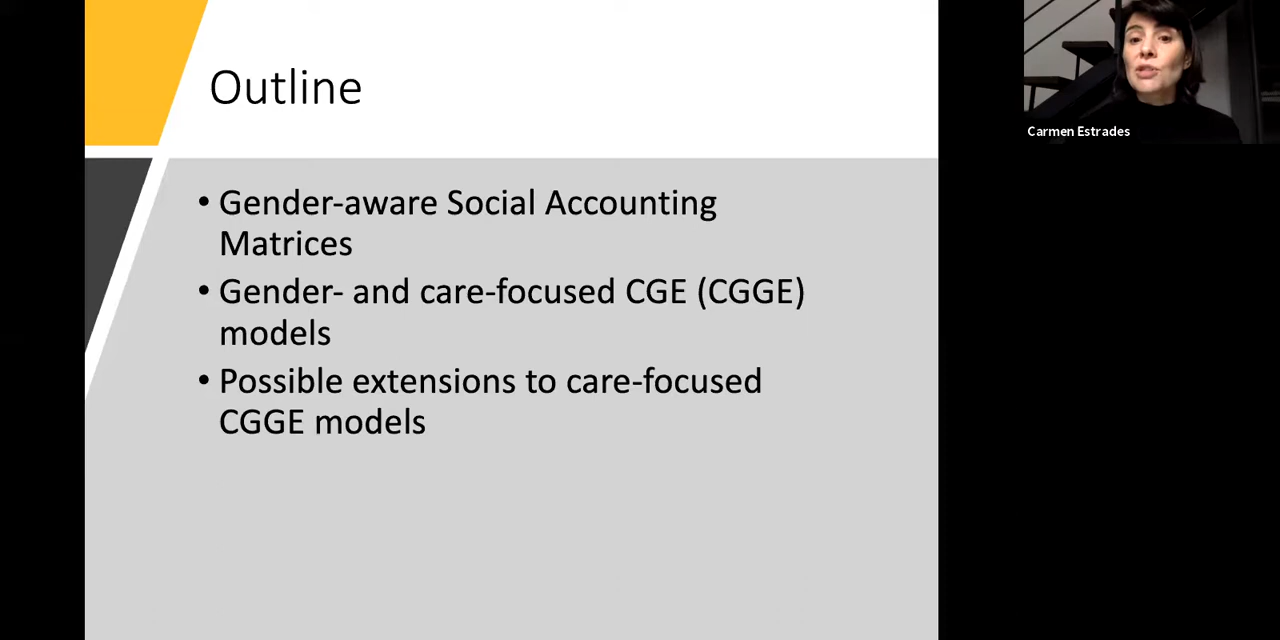 Outline
• Gender-aware Social Accounting
Matrices
• Gender- and care-focused CGE (CGGE)
models
• Possible extensions to care-focused
CGGE models
Carmen Estrades